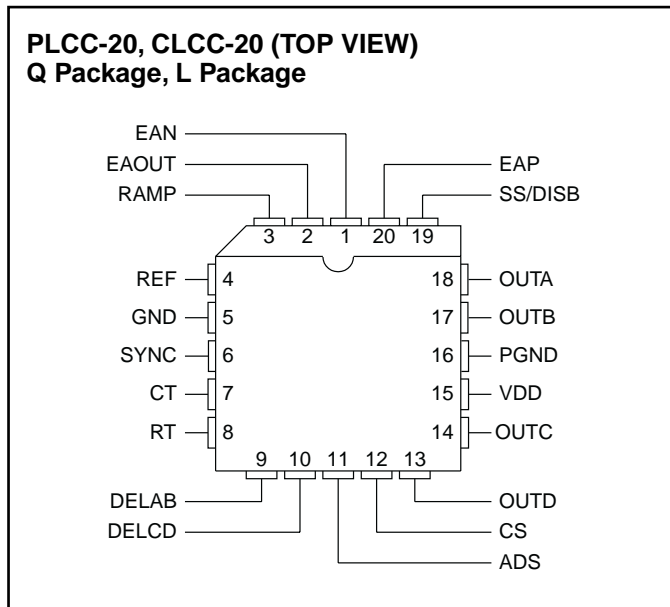 PLCC-20, CLCC-20 (TOP VIEW)
Q Package, L Package
EAN
EAOUT
RAMP
EAP
SS/DISB
3 2 1 20 19
REF 4
GND 5
SYNC 6
CT 7
RT 8
18 OUTA
17 OUTB
16 PGND
15 VDD
14 OUTC
9 10 11 12 13
DELAB
DELCD
OUTD
CS
ADS